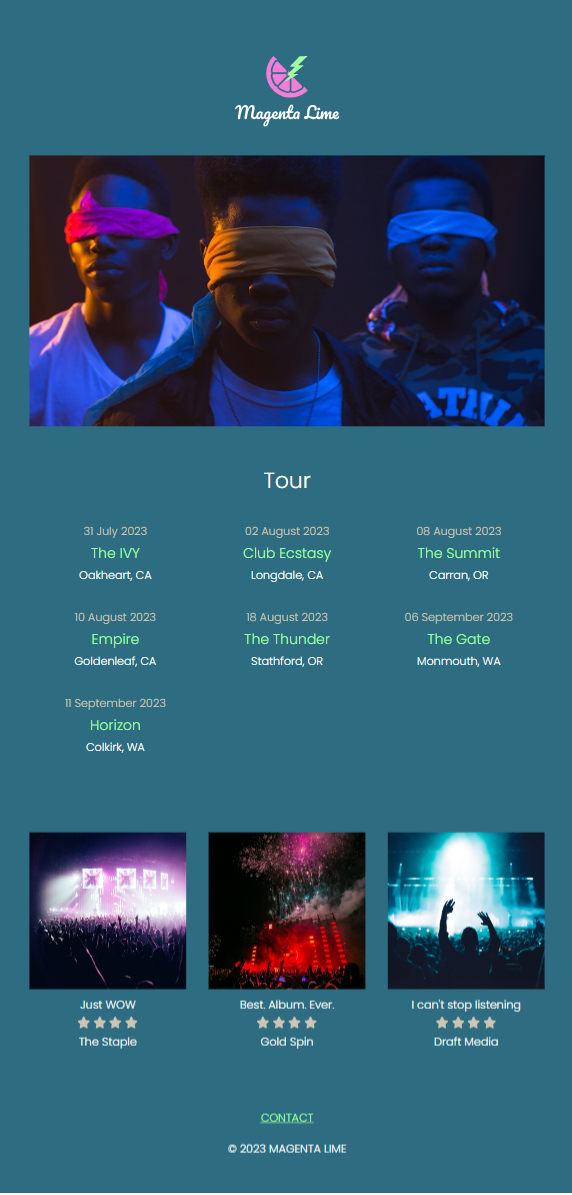 Magenta Lime
Tour
31 July 2023
The IVY
Oakheart, CA
02 August 2023
Club Ecstasy
Longdale, CA
08 August 2023
The Summit
Carran, OR
10 August 2023
Empire
Goldenleaf, CA
18 August 2023
The Thunder
Stathford, OR
06 September 2023
The Gate
Monmouth, WA
11 September 2023
Horizon
Colkirk, WA
Just WOW
The Staple
Best. Album. Ever.
Gold Spin
I can't stop listening
Draft Media
CONTACT
© 2023 MAGENTA LIME